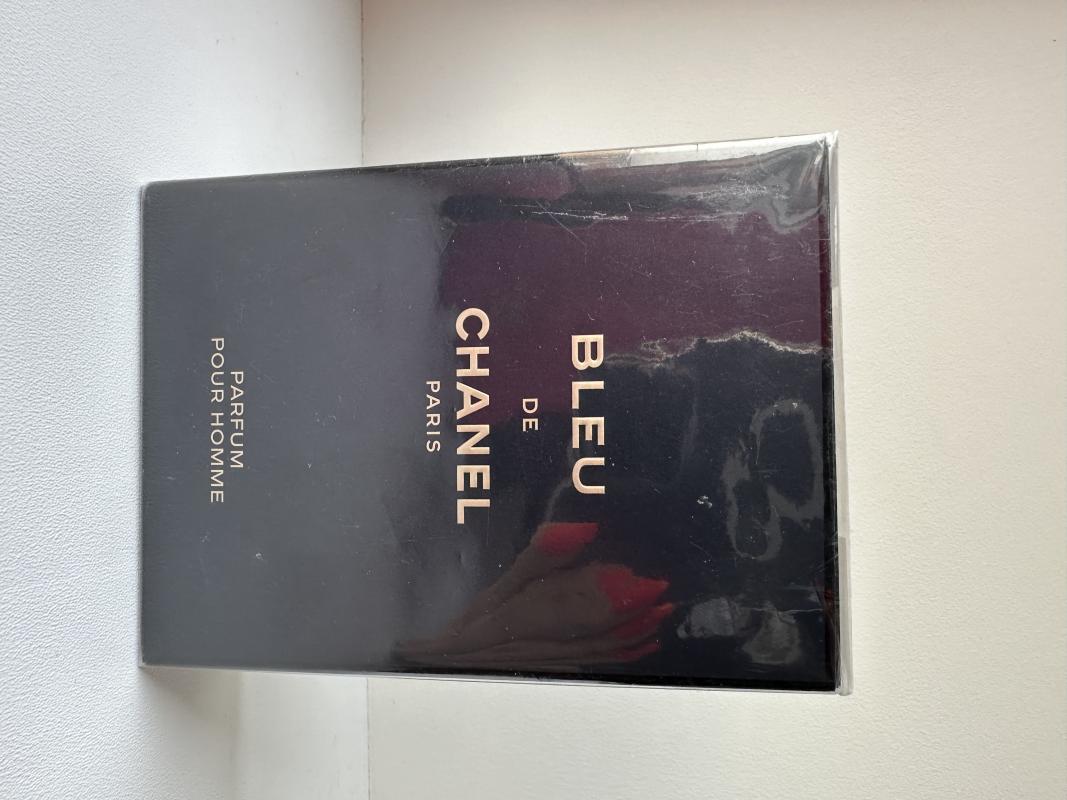 BLEU
DE
CHANEL
PARIS
PARFUM
POUR HOMME